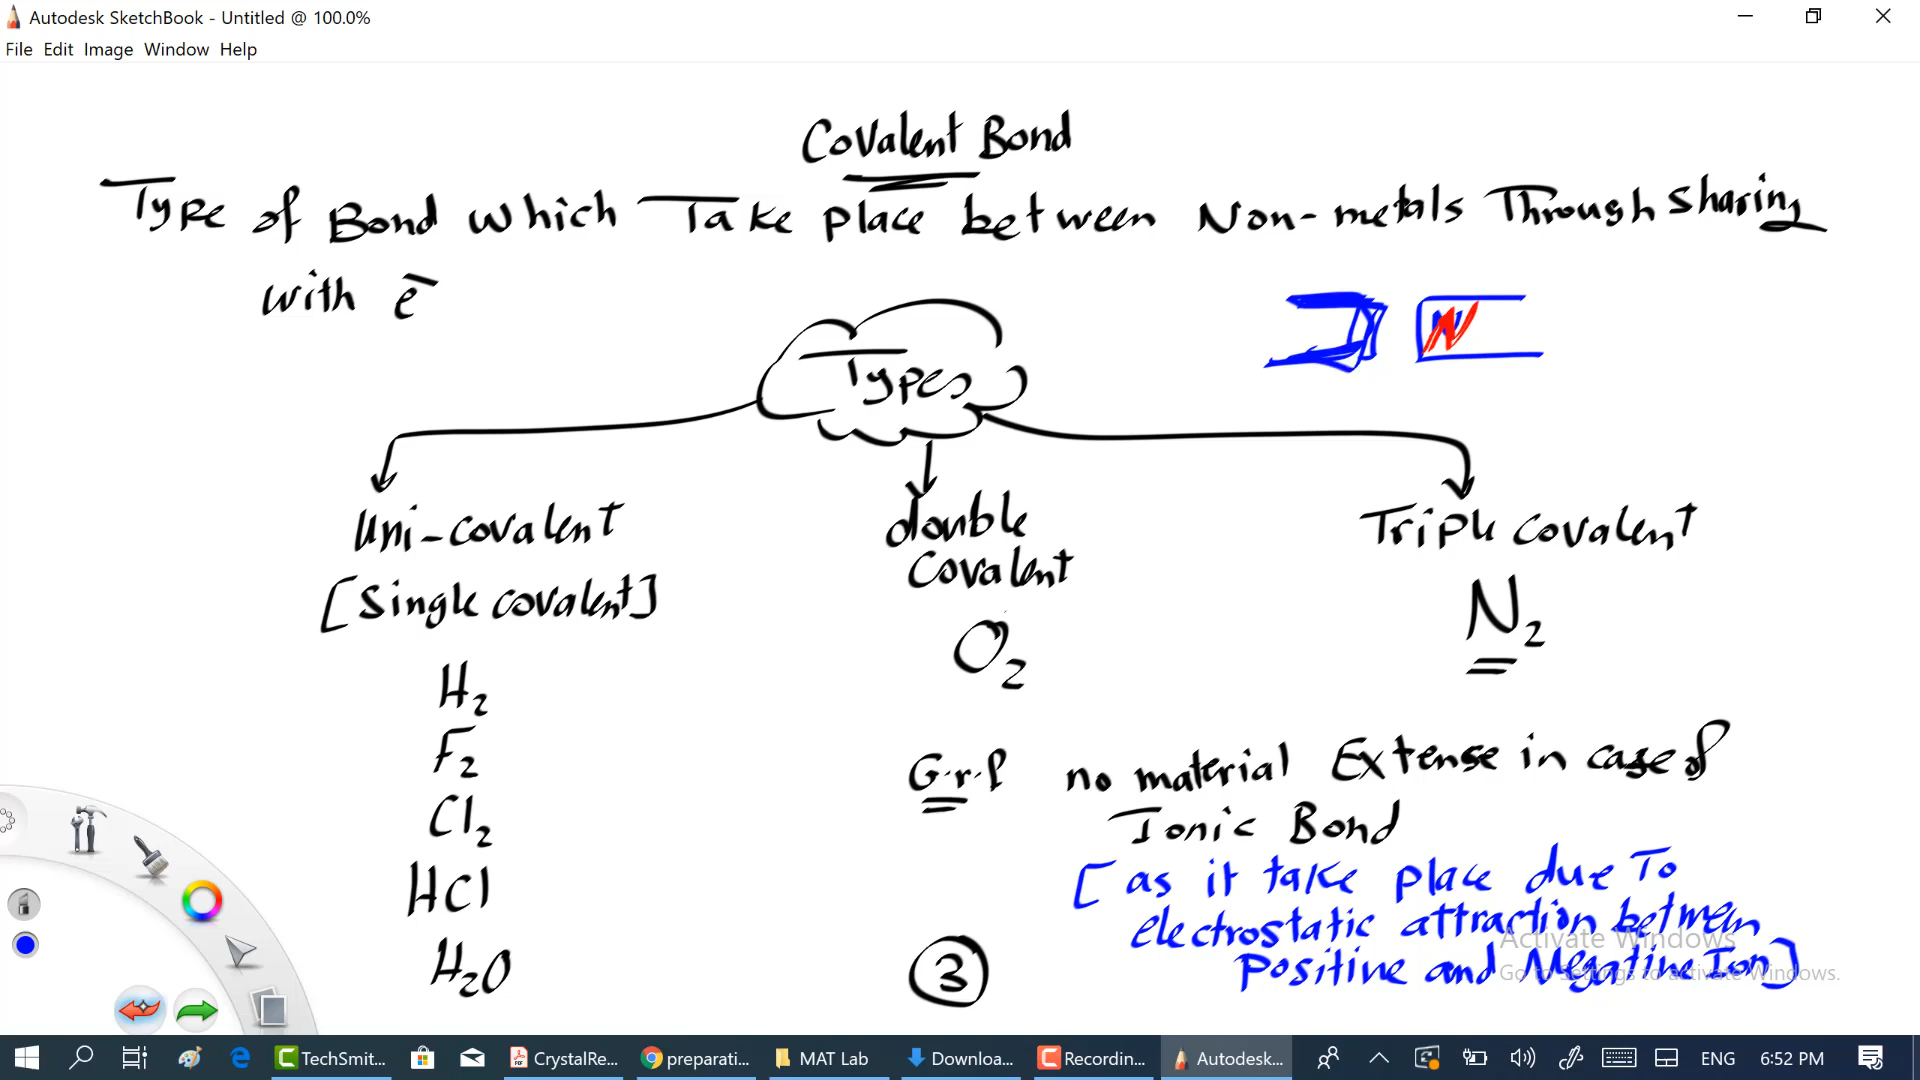 Autodesk SketchBook - Untitled @ 100.0%
File Edit Image Window Help
Covalent Bond
Type of Bond which Take place between Non-metals Through sharing
with e-
Types
N
Uni-covalent
[Single covalent]
H2
F2
Cl2
HCl
H2O
double
covalent
O2
Triple covalent
N2
G.r.f no material Extense in case of
Ionic Bond
[as it take place due To
electrostatic attraction between
positive and Negative Ion]
3
Activate Windows
Go to Settings to activate Windows.
TechSmit... CrystalRe... preparati... MAT Lab Downloa... Recordin... Autodesk... ENG 6:52 PM